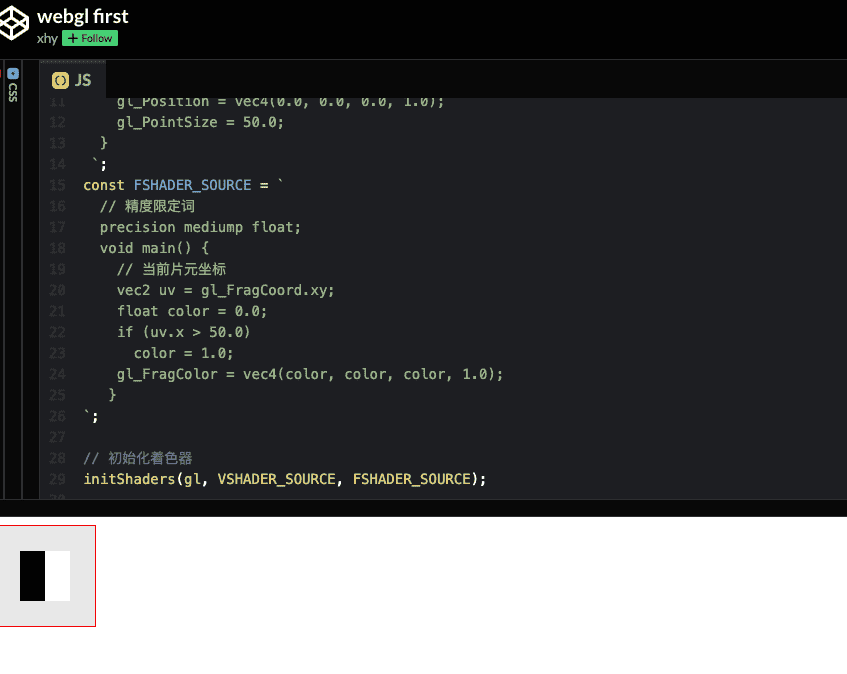 webgl first
xhy + Follow
CSS
JS
11 gl_Position = vec4(0.0, 0.0, 0.0, 1.0);
12 gl_PointSize = 50.0;
13 }
14 `;
15 const FSHADER_SOURCE = `
16 // 精度限定词
17 precision mediump float;
18 void main() {
19 // 当前片元坐标
20 vec2 uv = gl_FragCoord.xy;
21 float color = 0.0;
22 if (uv.x > 50.0)
23 color = 1.0;
24 gl_FragColor = vec4(color, color, color, 1.0);
25 }
26 `;
27
28 // 初始化着色器
29 initShaders(gl, VSHADER_SOURCE, FSHADER_SOURCE);